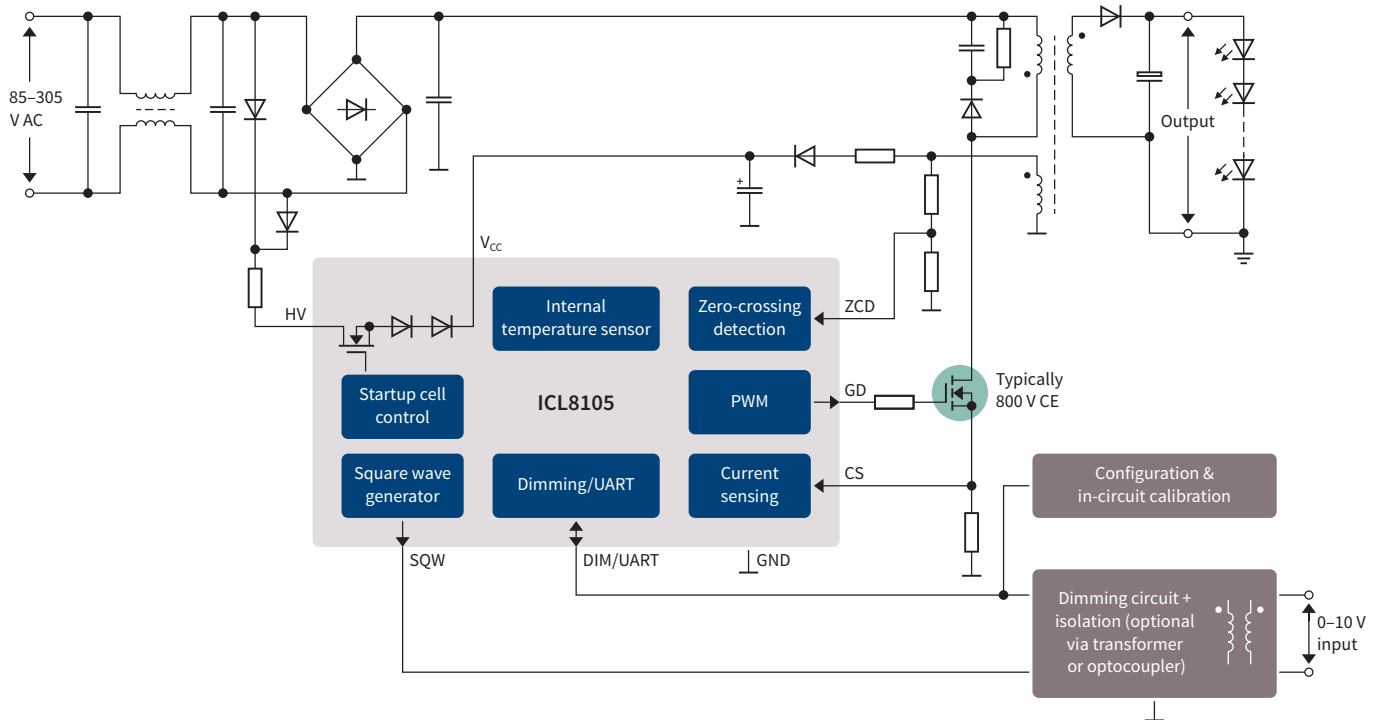 85–305
V AC
Output
V_CC
HV
Internal
temperature sensor
Zero-crossing
detection
ZCD
Startup cell
control
ICL8105
PWM
GD
Typically
800 V CE
Square wave
generator
Dimming/UART
Current
sensing
CS
Configuration &
in-circuit calibration
SQW
DIM/UART
GND
Dimming circuit +
isolation (optional
via transformer
or optocoupler)
0–10 V
input
+